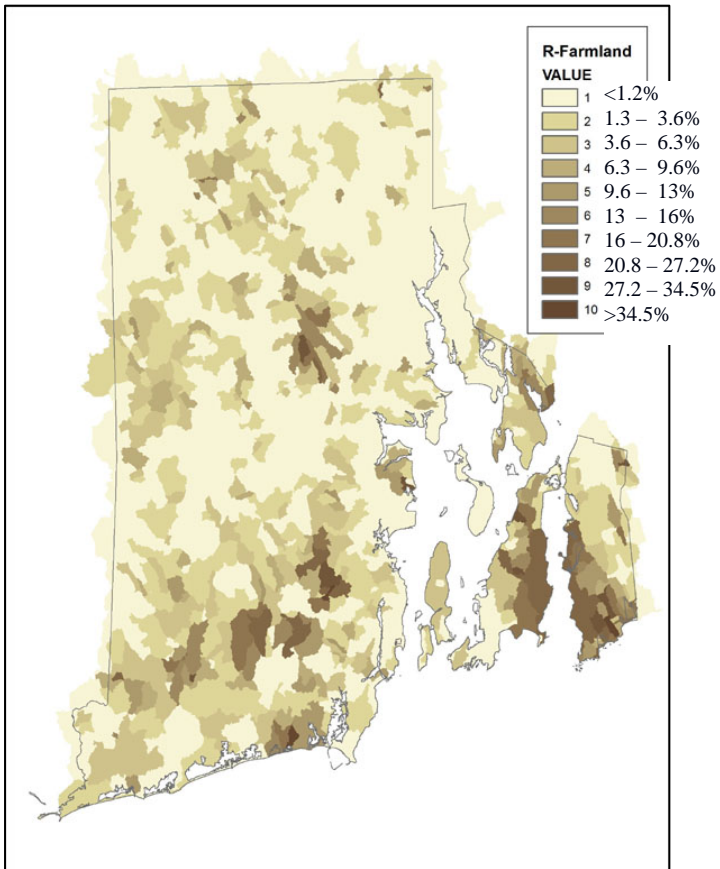 R-Farmland
VALUE
1 <1.2%
2 1.3 – 3.6%
3 3.6 – 6.3%
4 6.3 – 9.6%
5 9.6 – 13%
6 13 – 16%
7 16 – 20.8%
8 20.8 – 27.2%
9 27.2 – 34.5%
10 >34.5%